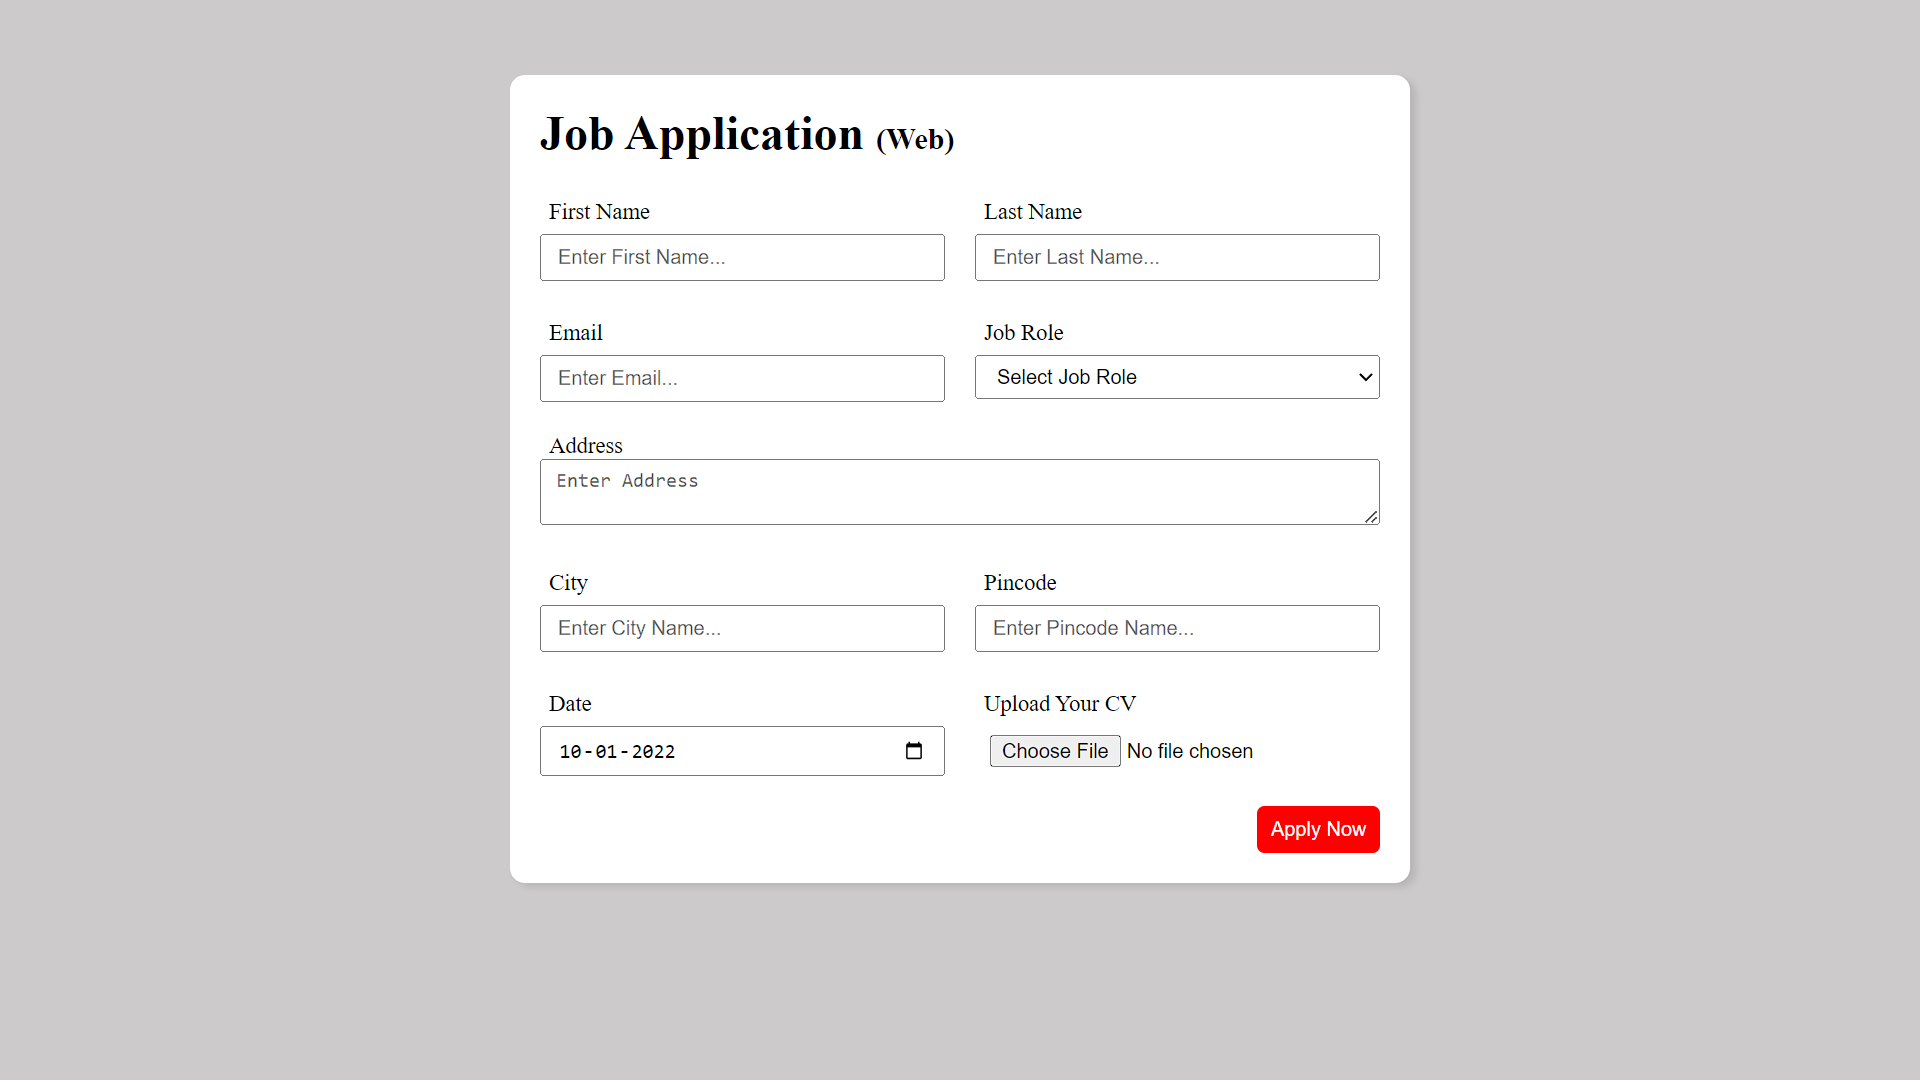 Job Application (Web)
First Name
Last Name
Enter First Name...
Enter Last Name...
Email
Job Role
Enter Email...
Select Job Role
Address
Enter Address
City
Pincode
Enter City Name...
Enter Pincode Name...
Date
Upload Your CV
10-01-2022
Choose File No file chosen
Apply Now